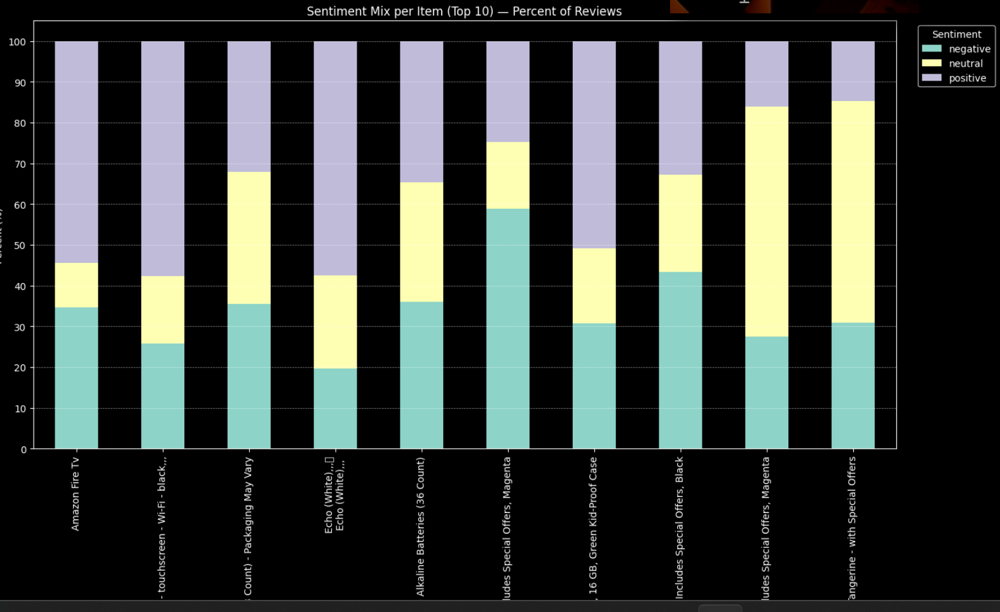 Sentiment Mix per Item (Top 10) — Percent of Reviews
Sentiment
negative
neutral
positive
100
90
80
70
60
50
40
30
20
10
0
Amazon Fire Tv
- touchscreen - Wi-Fi - black,,,
Count) - Packaging May Vary
Echo (White),,,▯
Echo (White),,,
Alkaline Batteries (36 Count)
Special Offers, Magenta
, 16 GB, Green Kid-Proof Case
Includes Special Offers, Black
Special Offers, Magenta
- with Special Offers